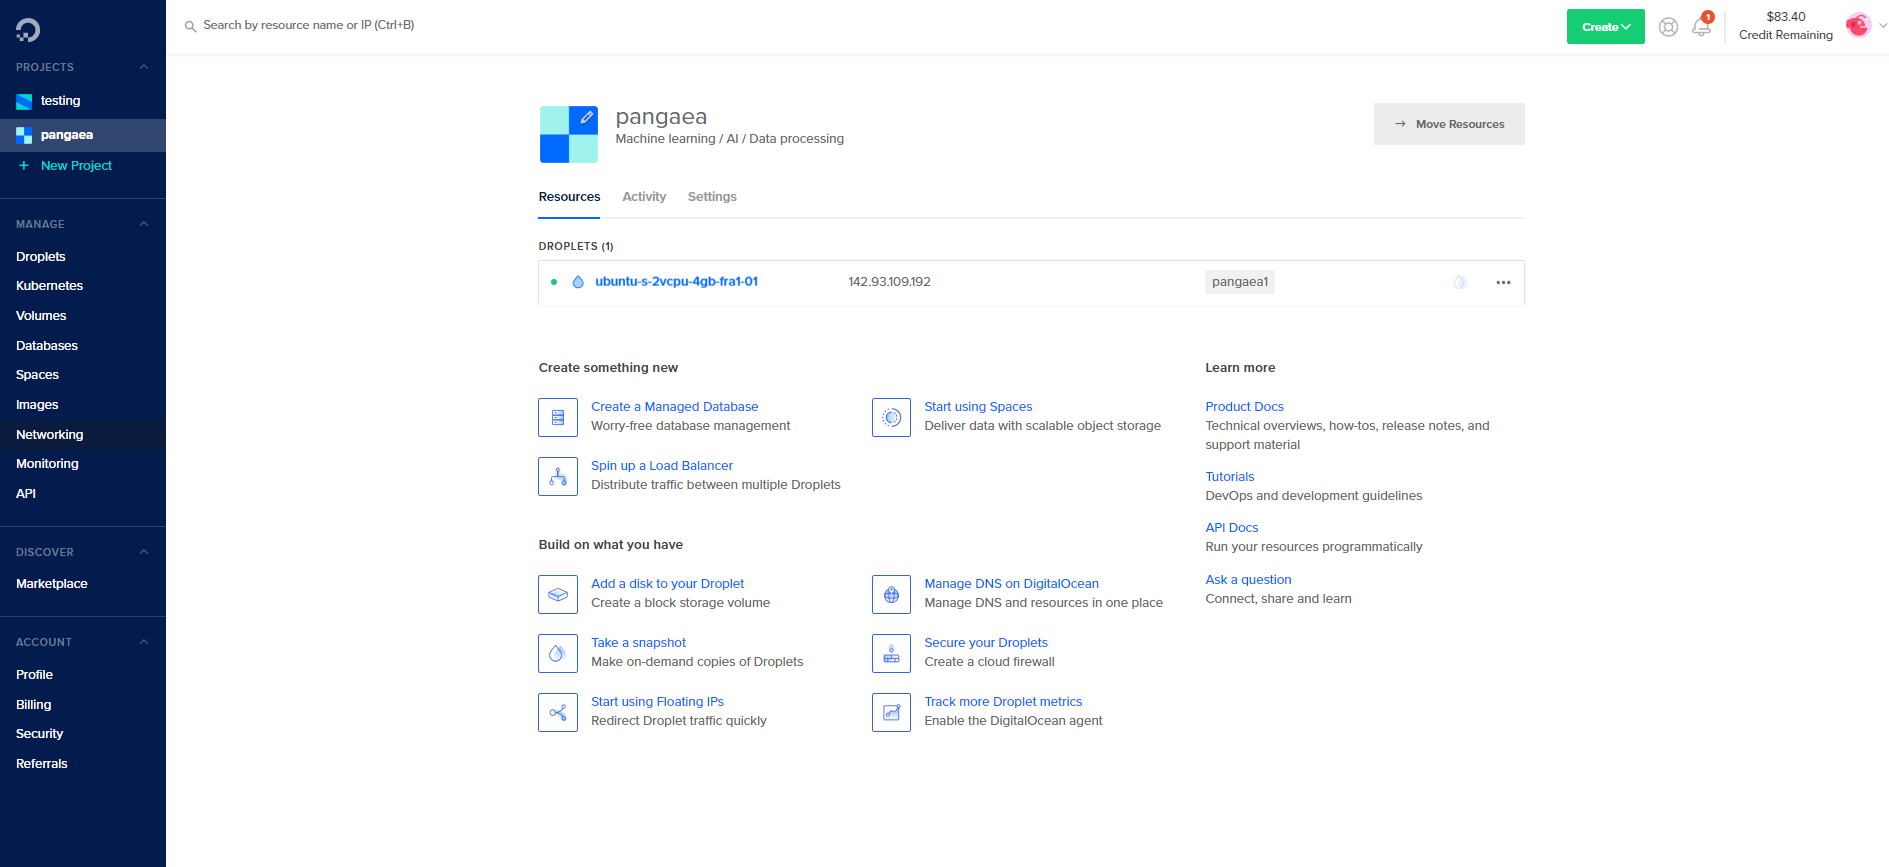 Search by resource name or IP (Ctrl+B)
Create
1
$83.40
Credit Remaining
PROJECTS
testing
pangaea
+ New Project
MANAGE
Droplets
Kubernetes
Volumes
Databases
Spaces
Images
Networking
Monitoring
API
DISCOVER
Marketplace
ACCOUNT
Profile
Billing
Security
Referrals
pangaea
Machine learning / AI / Data processing
→ Move Resources
Resources Activity Settings
DROPLETS (1)
ubuntu-s-2vcpu-4gb-fra1-01 142.93.109.192 pangaea1 •••
Create something new
Create a Managed Database
Worry-free database management
Start using Spaces
Deliver data with scalable object storage
Spin up a Load Balancer
Distribute traffic between multiple Droplets
Build on what you have
Add a disk to your Droplet
Create a block storage volume
Manage DNS on DigitalOcean
Manage DNS and resources in one place
Take a snapshot
Make on-demand copies of Droplets
Secure your Droplets
Create a cloud firewall
Start using Floating IPs
Redirect Droplet traffic quickly
Track more Droplet metrics
Enable the DigitalOcean agent
Learn more
Product Docs
Technical overviews, how-tos, release notes, and
support material
Tutorials
DevOps and development guidelines
API Docs
Run your resources programmatically
Ask a question
Connect, share and learn